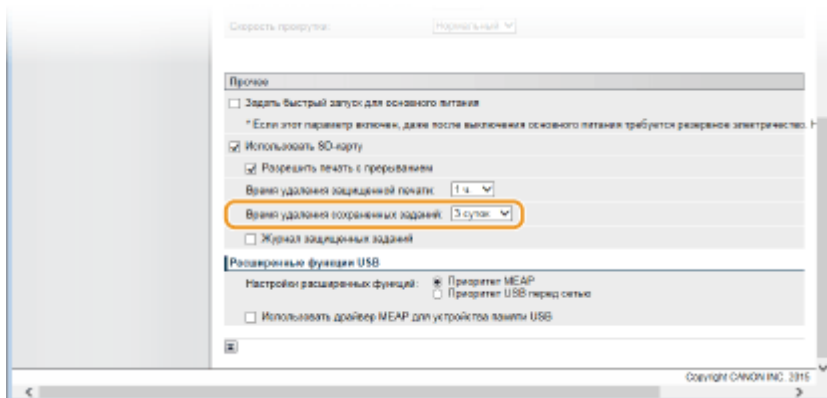 Скорость прокрутки: Нормальный
Прочее
Задать быстрый запуск для основного питания
* Если этот параметр включен, даже после выключения основного питания требуется резервное электричество. Н
Использовать SD-карту
Разрешить печать с прерыванием
Время удаления защищенной печати: 1 ч.
Время удаления сохраненных заданий: 3 суток
Журнал защищенных заданий
Расширенные функции USB
Настройки расширенных функций: Приоритет MEAP
Приоритет USB перед сетью
Использовать драйвер MEAP для устройства памяти USB
Copyright CANON INC. 2015